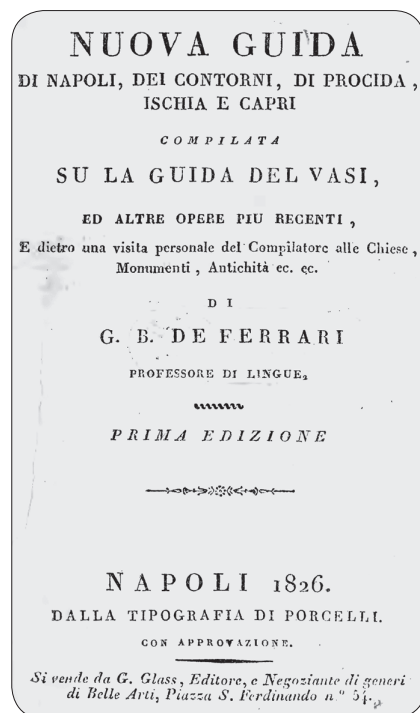 NUOVA GUIDA
DI NAPOLI, DEI CONTORNI, DI PROCIDA,
ISCHIA E CAPRI
COMPILATA
SU LA GUIDA DEL VASI,
ED ALTRE OPERE PIU RECENTI,
E dietro una visita personale del Compilatore alle Chiese,
Monumenti, Antichità ec. ec.
DI
G. B. DE FERRARI
PROFESSORE DI LINGUE,
PRIMA EDIZIONE
NAPOLI 1826.
DALLA TIPOGRAFIA DI PORCELLI.
CON APPROVAZIONE.
Si vende da G. Glass, Editore, e Negoziante di generi
di Belle Arti, Piazza S. Ferdinando n.° 54.